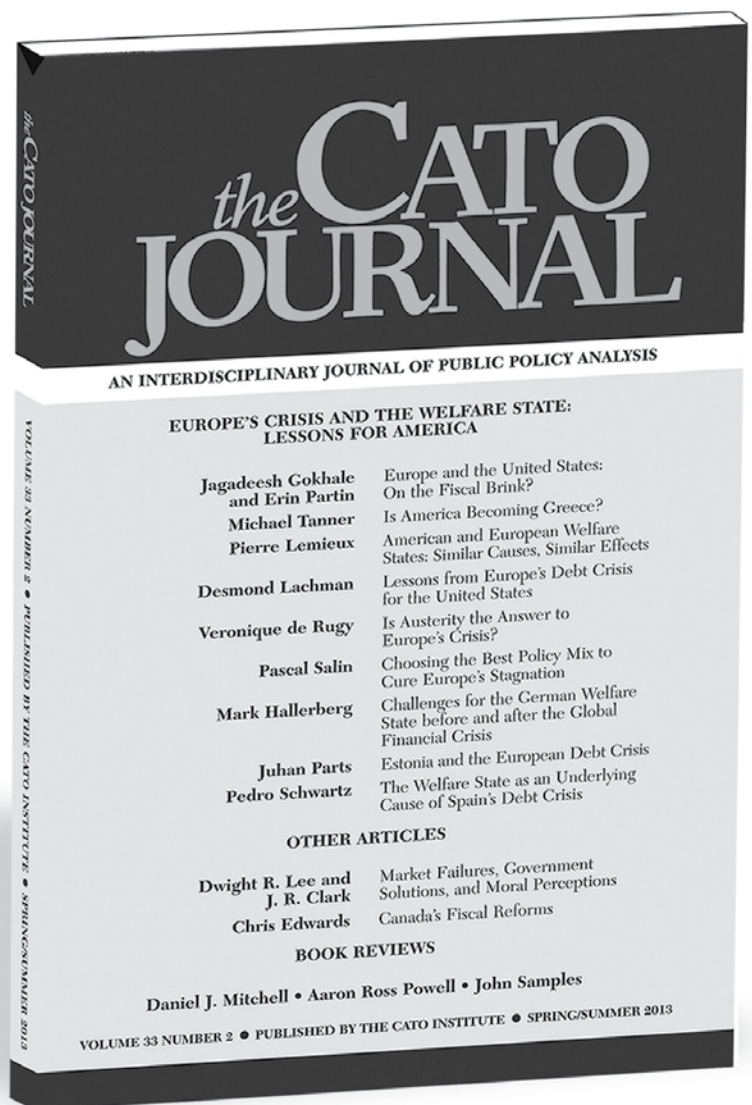 the CATO JOURNAL
the CATO
JOURNAL
AN INTERDISCIPLINARY JOURNAL OF PUBLIC POLICY ANALYSIS
EUROPE'S CRISIS AND THE WELFARE STATE:
LESSONS FOR AMERICA
Jagadeesh Gokhale
and Erin Partin
Europe and the United States:
On the Fiscal Brink?
Michael Tanner
Is America Becoming Greece?
Pierre Lemieux
American and European Welfare
States: Similar Causes, Similar Effects
Desmond Lachman
Lessons from Europe's Debt Crisis
for the United States
Veronique de Rugy
Is Austerity the Answer to
Europe's Crisis?
Pascal Salin
Choosing the Best Policy Mix to
Cure Europe's Stagnation
Mark Hallerberg
Challenges for the German Welfare
State before and after the Global
Financial Crisis
Juhan Parts
Estonia and the European Debt Crisis
Pedro Schwartz
The Welfare State as an Underlying
Cause of Spain's Debt Crisis
OTHER ARTICLES
Dwight R. Lee and
J. R. Clark
Market Failures, Government
Solutions, and Moral Perceptions
Chris Edwards
Canada's Fiscal Reforms
BOOK REVIEWS
Daniel J. Mitchell • Aaron Ross Powell • John Samples
VOLUME 33 NUMBER 2 ● PUBLISHED BY THE CATO INSTITUTE ● SPRING/SUMMER 2013
VOLUME 33 NUMBER 2 ● PUBLISHED BY THE CATO INSTITUTE ● SPRING/SUMMER 2013